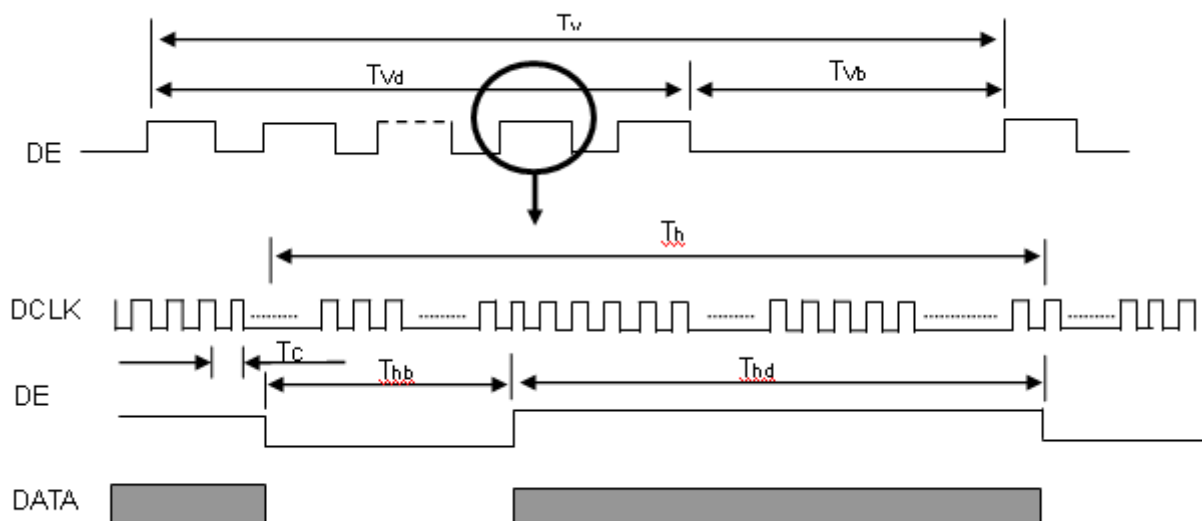 Tv
Tvd
Tvb
DE
Th
DCLK
Tc
Thb
Thd
DE
DATA